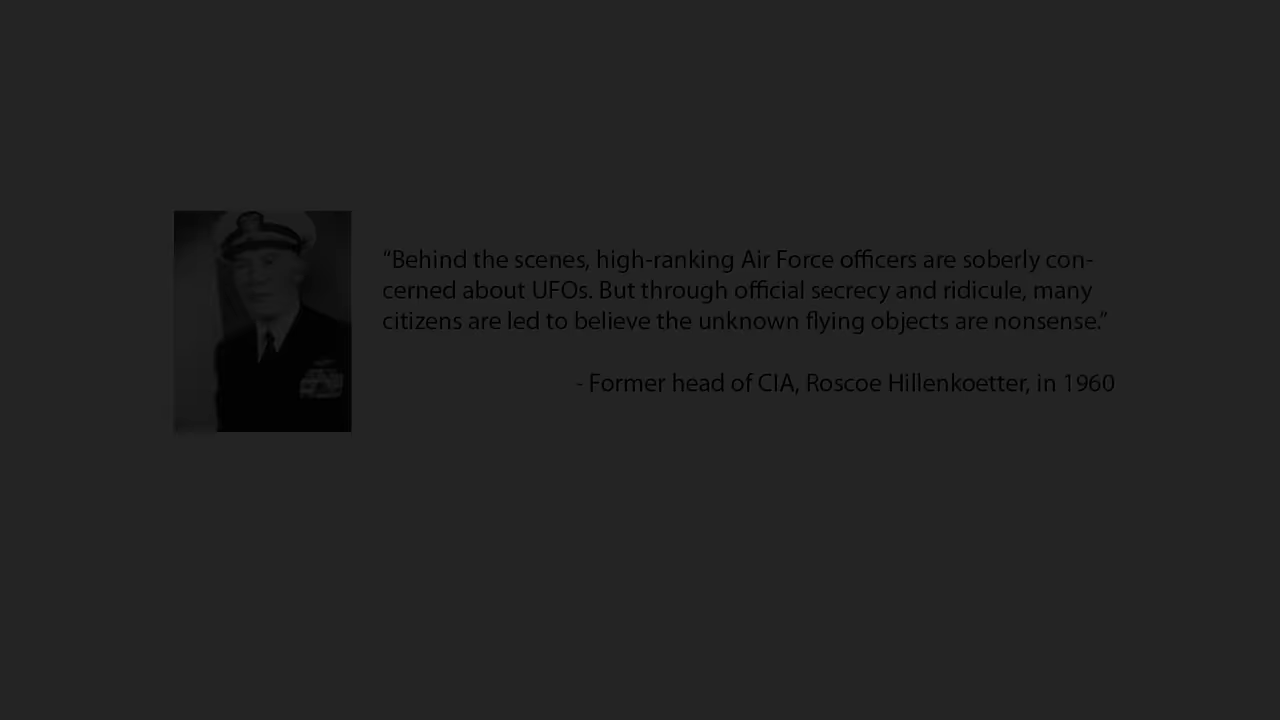 “Behind the scenes, high-ranking Air Force officers are soberly con-
cerned about UFOs. But through official secrecy and ridicule, many
citizens are led to believe the unknown flying objects are nonsense.”
- Former head of CIA, Roscoe Hillenkoetter, in 1960